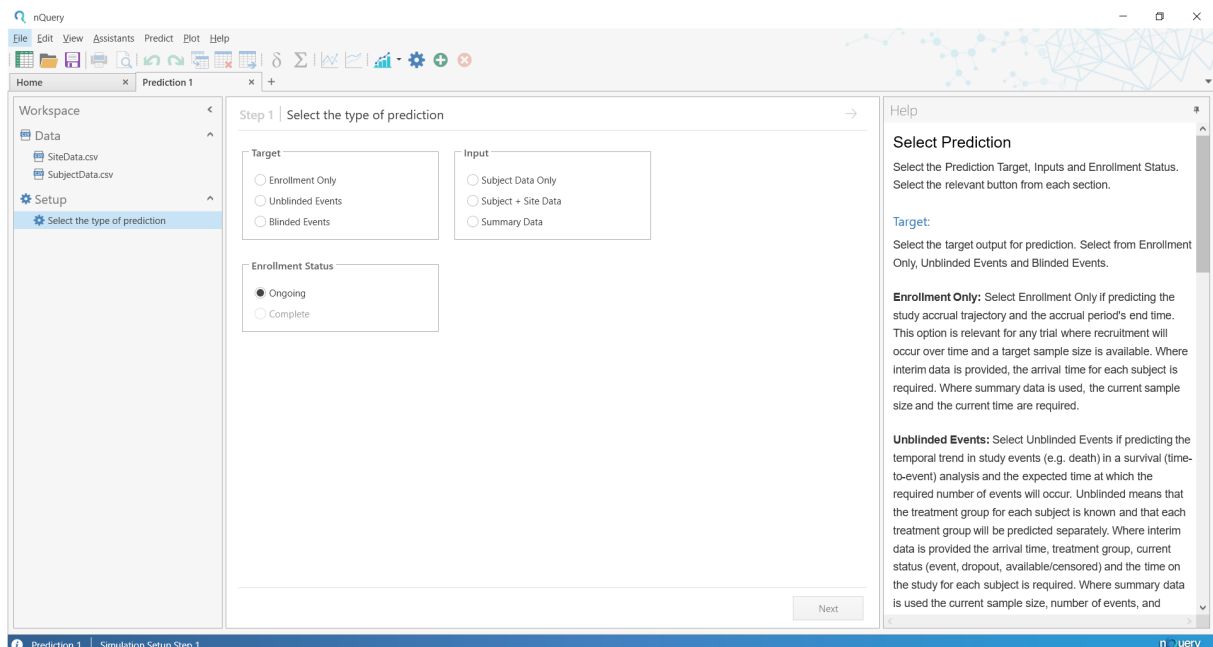 nQuery
File Edit View Assistants Predict Plot Help
Home × Prediction 1 × +
Workspace
Data
SiteData.csv
SubjectData.csv
Setup
Select the type of prediction
Step 1 | Select the type of prediction
Target
Enrollment Only
Unblinded Events
Blinded Events
Input
Subject Data Only
Subject + Site Data
Summary Data
Enrollment Status
Ongoing
Complete
Next
Help
Select Prediction
Select the Prediction Target, Inputs and Enrollment Status.
Select the relevant button from each section.
Target:
Select the target output for prediction. Select from Enrollment
Only, Unblinded Events and Blinded Events.
Enrollment Only: Select Enrollment Only if predicting the
study accrual trajectory and the accrual period's end time.
This option is relevant for any trial where recruitment will
occur over time and a target sample size is available. Where
interim data is provided, the arrival time for each subject is
required. Where summary data is used, the current sample
size and the current time are required.
Unblinded Events: Select Unblinded Events if predicting the
temporal trend in study events (e.g. death) in a survival (time-
to-event) analysis and the expected time at which the
required number of events will occur. Unblinded means that
the treatment group for each subject is known and that each
treatment group will be predicted separately. Where interim
data is provided the arrival time, treatment group, current
status (event, dropout, available/censored) and the time on
the study for each subject is required. Where summary data
is used the current sample size, number of events, and
Prediction 1 | Simulation Setup Step 1
nQuery